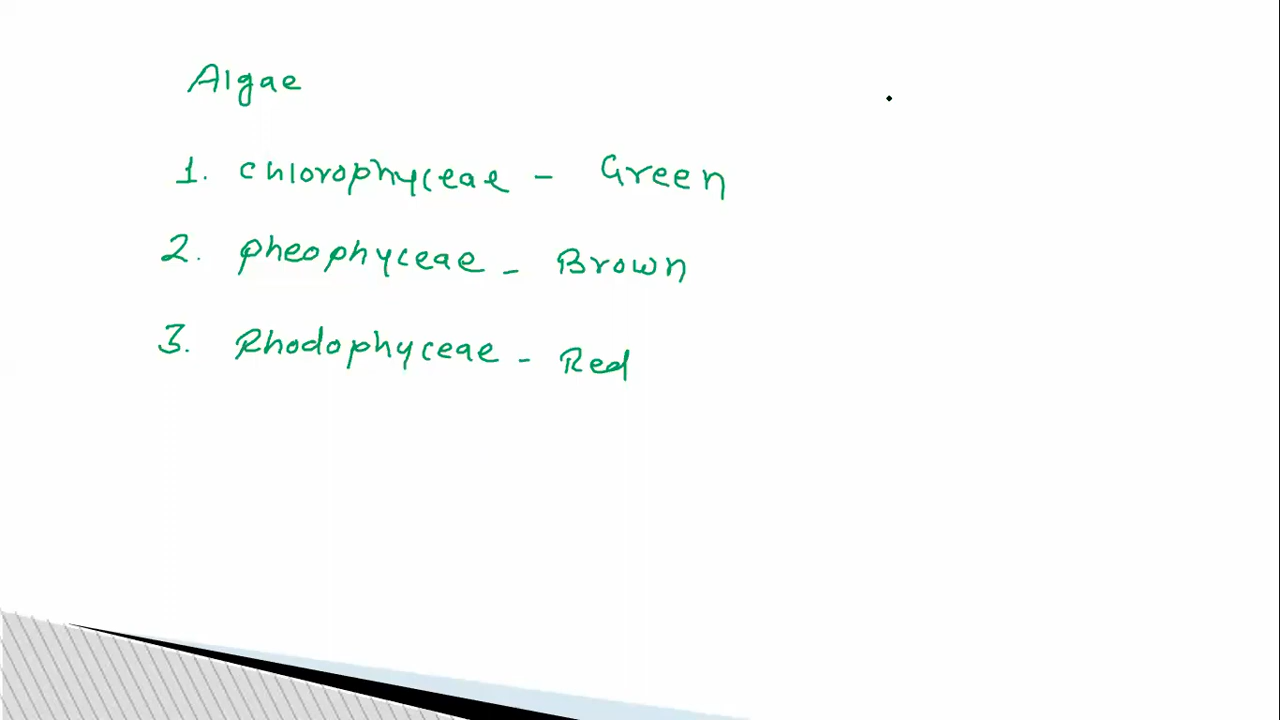 Algae
1. chlorophyceae - Green
2. pheophyceae - Brown
3. Rhodophyceae - Red